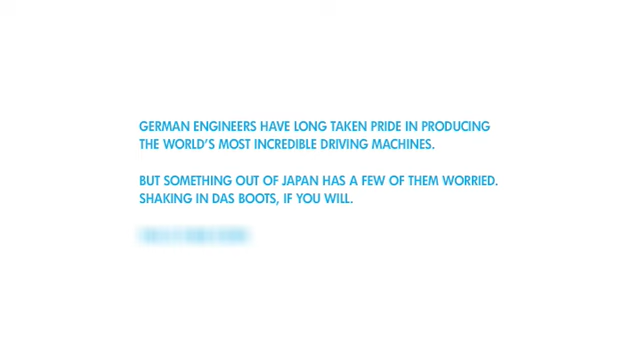 GERMAN ENGINEERS HAVE LONG TAKEN PRIDE IN PRODUCING
THE WORLD'S MOST INCREDIBLE DRIVING MACHINES.
BUT SOMETHING OUT OF JAPAN HAS A FEW OF THEM WORRIED.
SHAKING IN DAS BOOTS, IF YOU WILL.